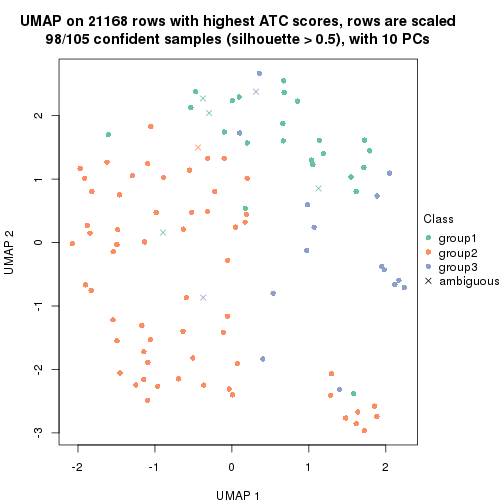 UMAP on 21168 rows with highest ATC scores, rows are scaled
98/105 confident samples (silhouette > 0.5), with 10 PCs
2
1
0
-1
-2
-3
UMAP 2
-2
-1
0
1
2
UMAP 1
Class
group1
group2
group3
ambiguous